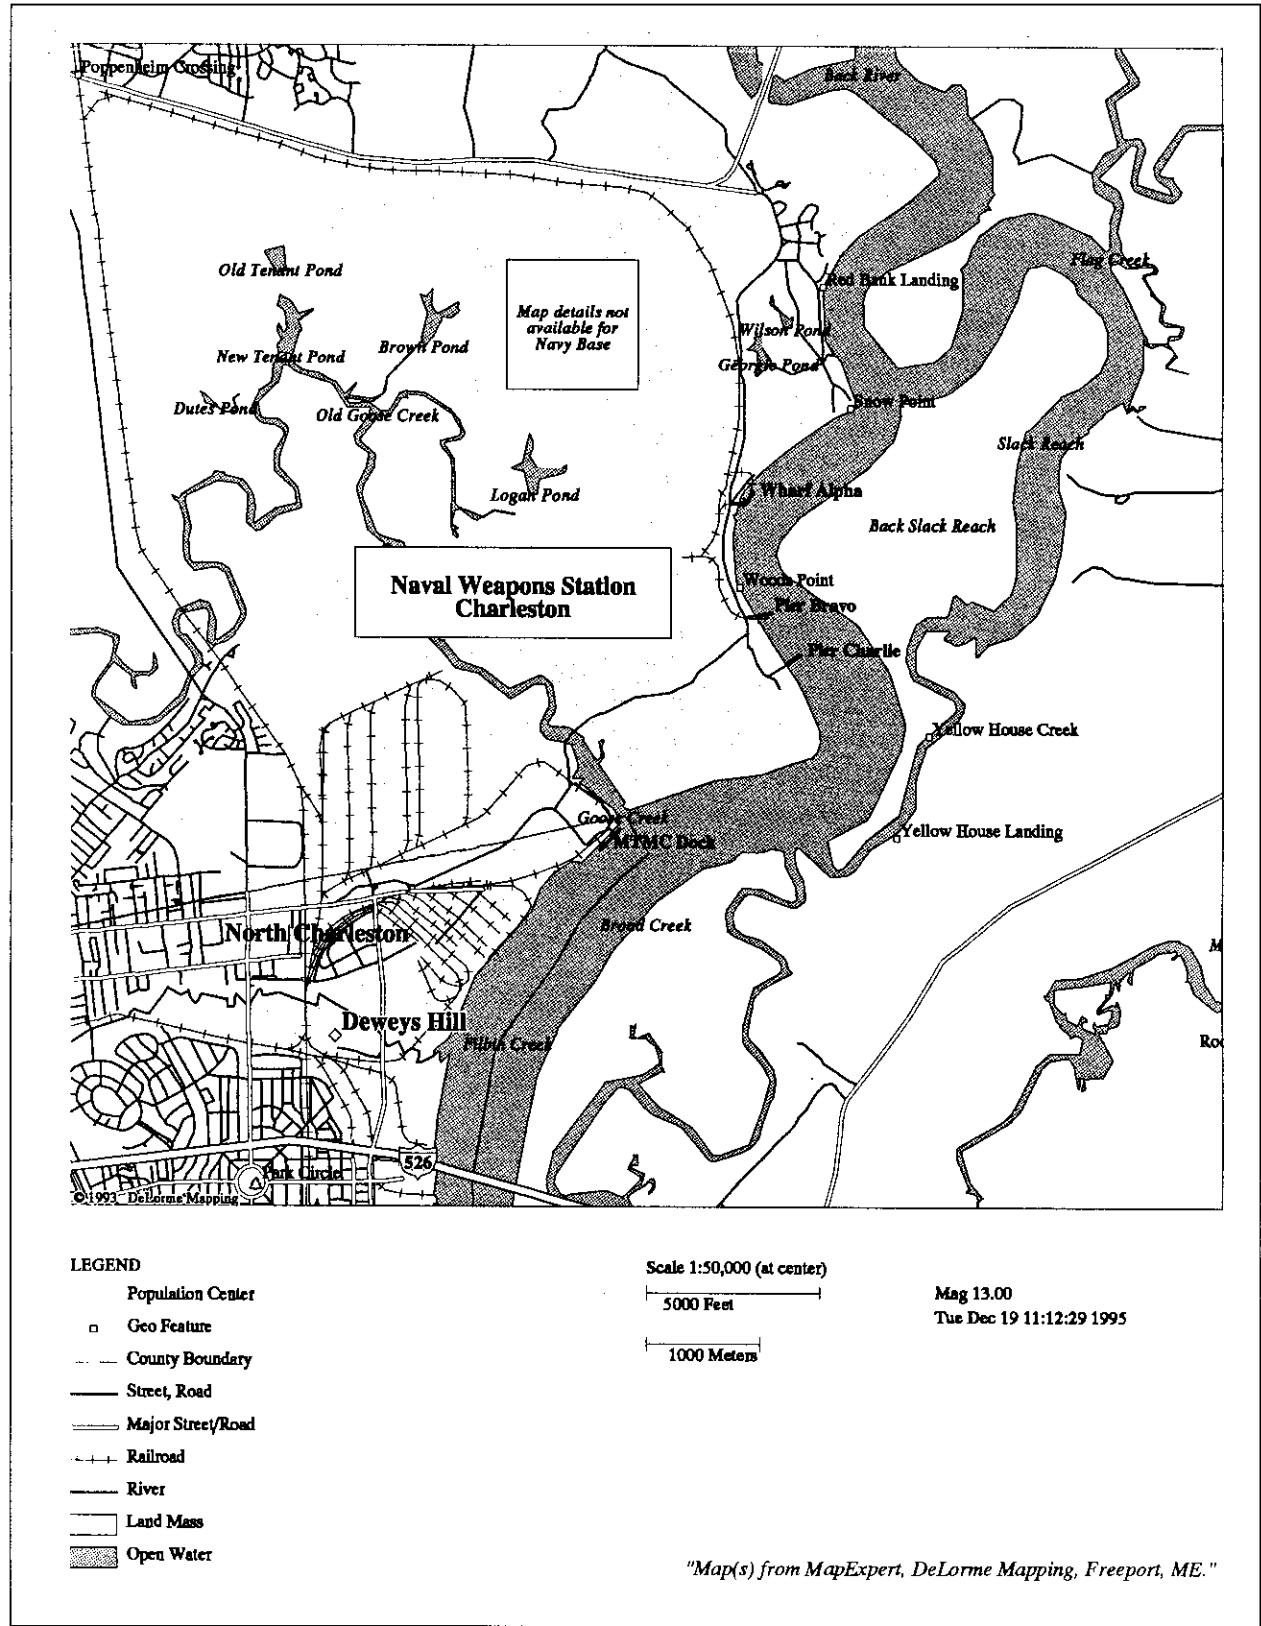 Poppenheim Crossing
Back River
Flag Creek
Old Tenant Pond
Red Bank Landing
Map details not
available for
Navy Base
Wilson Pond
Brown Pond
New Tenant Pond
Georgie Pond
Dutes Pond
Old Goose Creek
Snow Point
Slack Reach
Logan Pond
Wharf Alpha
Back Slack Reach
Naval Weapons Station
Charleston
Woods Point
Pier Bravo
Pier Charlie
Yellow House Creek
Goose Creek
MTMC Dock
Yellow House Landing
Broad Creek
North Charleston
M
Deweys Hill
Filbin Creek
Roc
526
Park Circle
© 1993 DeLorme Mapping
LEGEND
Population Center
Geo Feature
County Boundary
Street, Road
Major Street/Road
Railroad
River
Land Mass
Open Water
Scale 1:50,000 (at center)
5000 Feet
1000 Meters
Mag 13.00
Tue Dec 19 11:12:29 1995
"Map(s) from MapExpert, DeLorme Mapping, Freeport, ME."